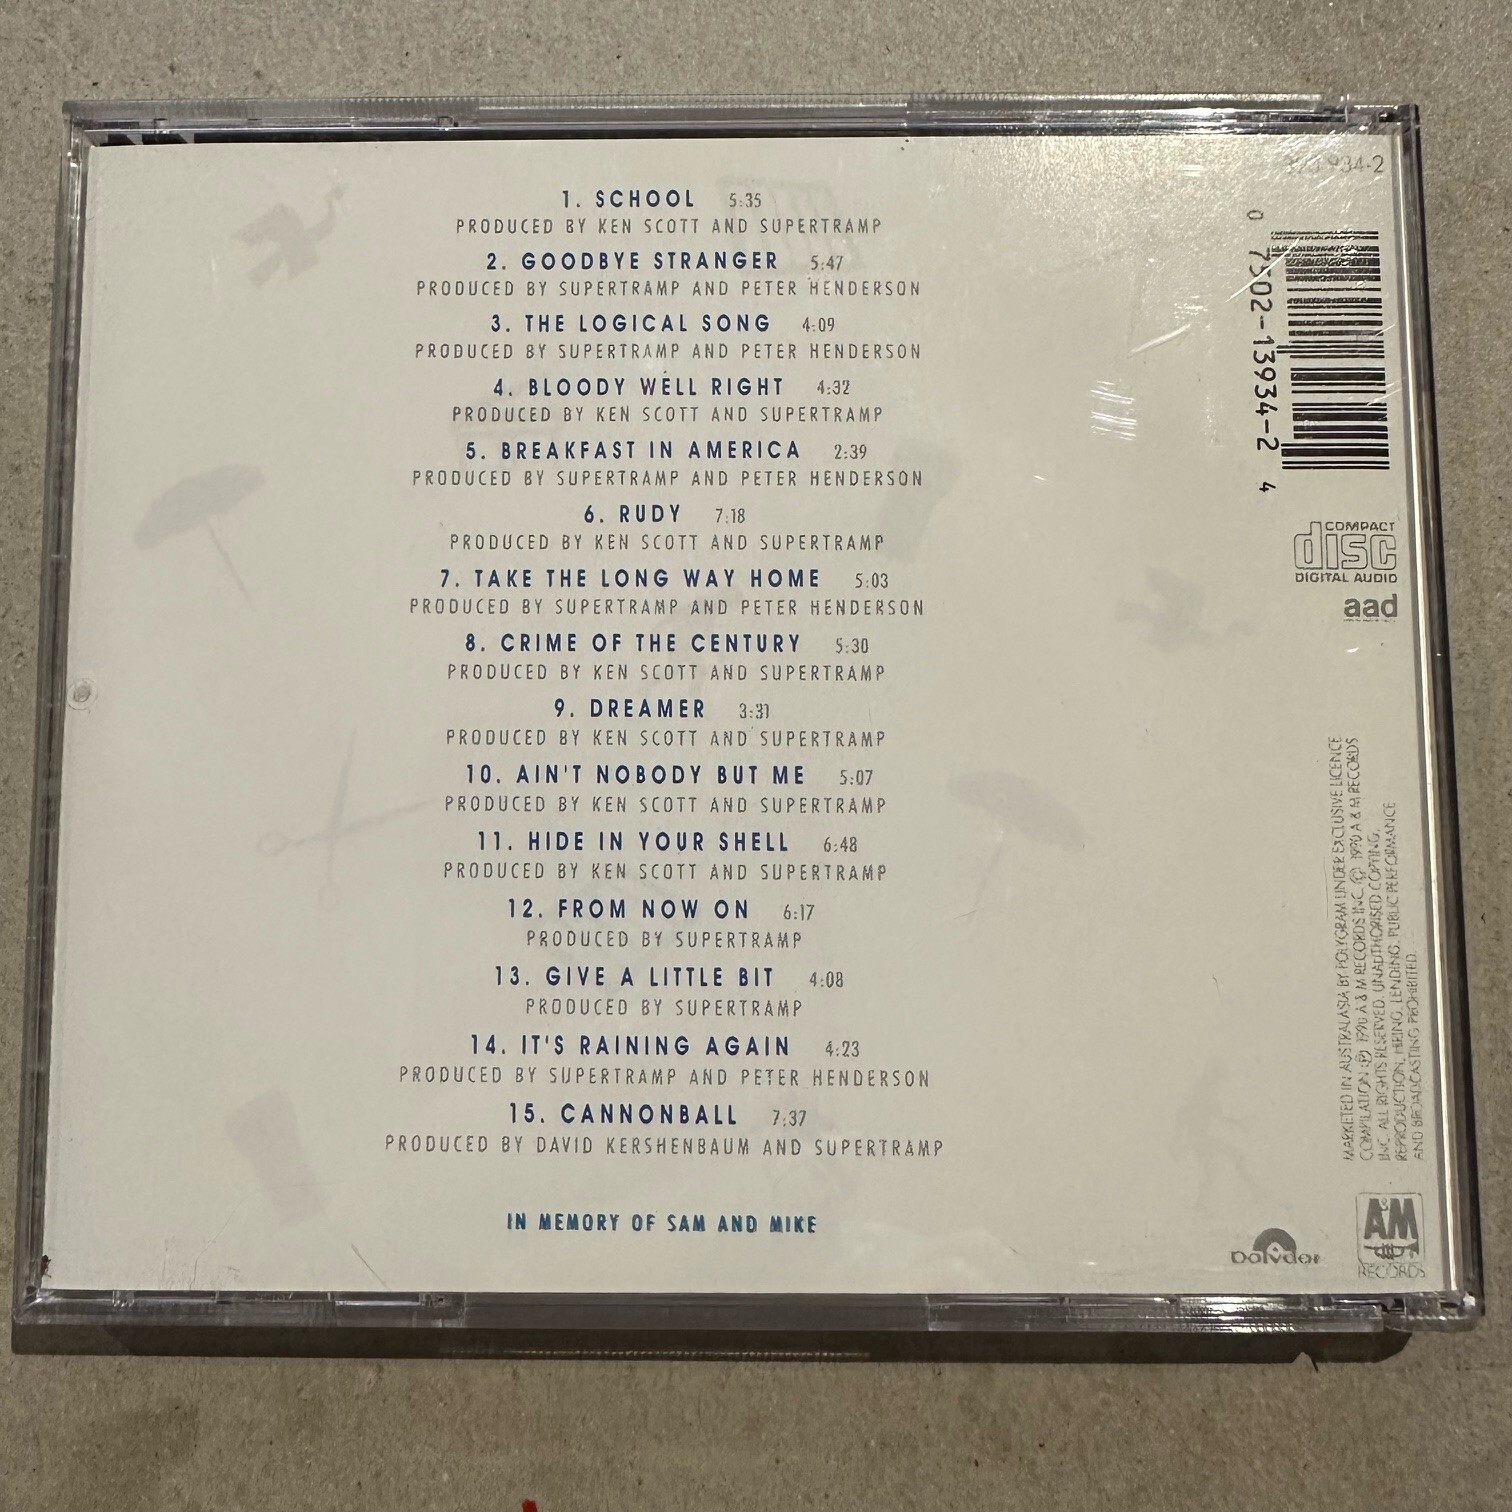 1. SCHOOL 5:35
PRODUCED BY KEN SCOTT AND SUPERTRAMP
2. GOODBYE STRANGER 5:47
PRODUCED BY SUPERTRAMP AND PETER HENDERSON
3. THE LOGICAL SONG 4:09
PRODUCED BY SUPERTRAMP AND PETER HENDERSON
4. BLOODY WELL RIGHT 4:32
PRODUCED BY KEN SCOTT AND SUPERTRAMP
5. BREAKFAST IN AMERICA 2:39
PRODUCED BY SUPERTRAMP AND PETER HENDERSON
6. RUDY 7:18
PRODUCED BY KEN SCOTT AND SUPERTRAMP
7. TAKE THE LONG WAY HOME 5:03
PRODUCED BY SUPERTRAMP AND PETER HENDERSON
8. CRIME OF THE CENTURY 5:30
PRODUCED BY KEN SCOTT AND SUPERTRAMP
9. DREAMER 3:31
PRODUCED BY KEN SCOTT AND SUPERTRAMP
10. AIN'T NOBODY BUT ME 5:07
PRODUCED BY KEN SCOTT AND SUPERTRAMP
11. HIDE IN YOUR SHELL 6:48
PRODUCED BY KEN SCOTT AND SUPERTRAMP
12. FROM NOW ON 6:17
PRODUCED BY SUPERTRAMP
13. GIVE A LITTLE BIT 4:08
PRODUCED BY SUPERTRAMP
14. IT'S RAINING AGAIN 4:23
PRODUCED BY SUPERTRAMP AND PETER HENDERSON
15. CANNONBALL 7:37
PRODUCED BY DAVID KERSHENBAUM AND SUPERTRAMP
IN MEMORY OF SAM AND MIKE
0 7502-13934-2 4
COMPACT
disc
DIGITAL AUDIO
aad
MARKETED IN AUSTRALASIA BY POLYGRAM UNDER EXCLUSIVE LICENCE
COMPILATION ℗ 1990 A & M RECORDS INC. © 1990 A & M RECORDS
INC. ALL RIGHTS RESERVED. UNAUTHORISED COPYING,
REPRODUCTION, HIRING, LENDING, PUBLIC PERFORMANCE
AND BROADCASTING PROHIBITED.
polydor
A&M
RECORDS